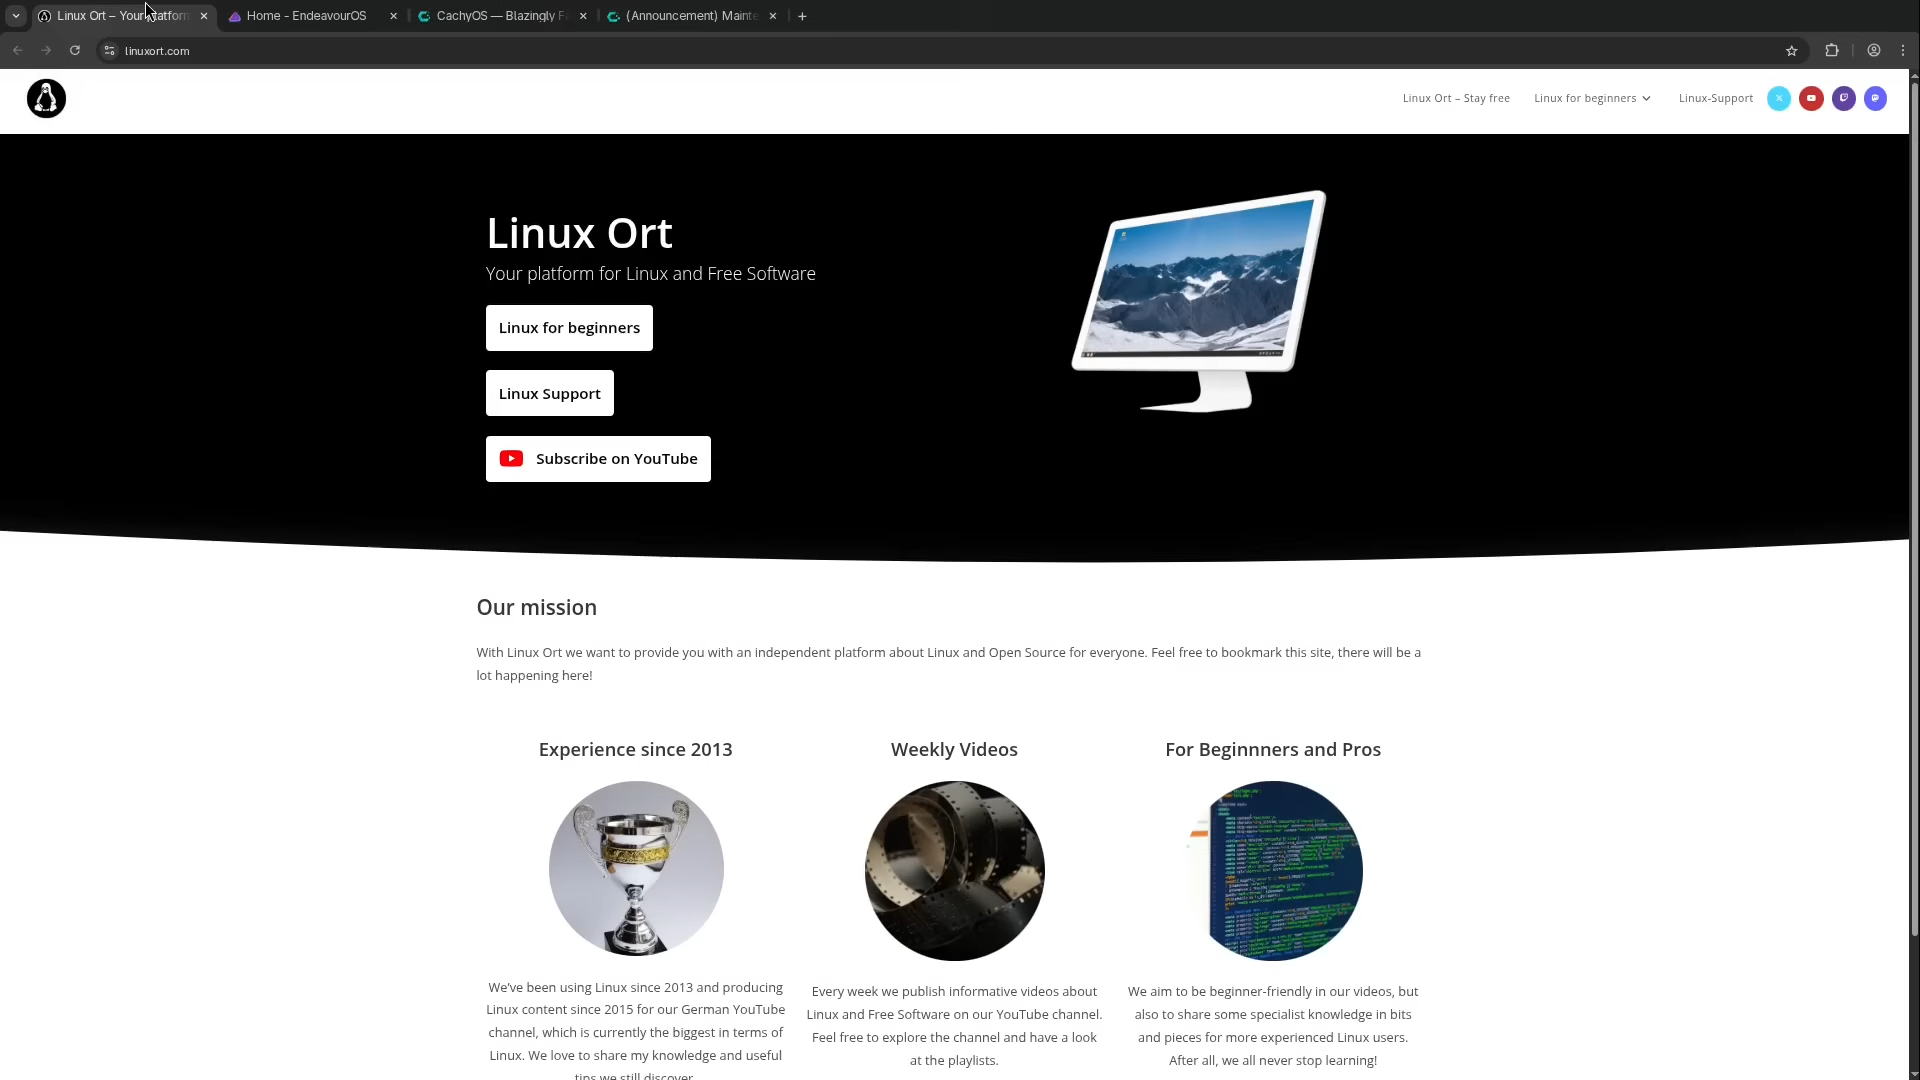 Linux Ort – Your Platform
Home - EndeavourOS
CachyOS — Blazingly F
(Announcement) Mainte
linuxort.com
Linux Ort – Stay free
Linux for beginners
Linux-Support
Linux Ort
Your platform for Linux and Free Software
Linux for beginners
Linux Support
Subscribe on YouTube
Our mission
With Linux Ort we want to provide you with an independent platform about Linux and Open Source for everyone. Feel free to bookmark this site, there will be a
lot happening here!
Experience since 2013
We've been using Linux since 2013 and producing
Linux content since 2015 for our German YouTube
channel, which is currently the biggest in terms of
Linux. We love to share my knowledge and useful
tips we still discover
Weekly Videos
Every week we publish informative videos about
Linux and Free Software on our YouTube channel.
Feel free to explore the channel and have a look
at the playlists.
For Beginnners and Pros
We aim to be beginner-friendly in our videos, but
also to share some specialist knowledge in bits
and pieces for more experienced Linux users.
After all, we all never stop learning!